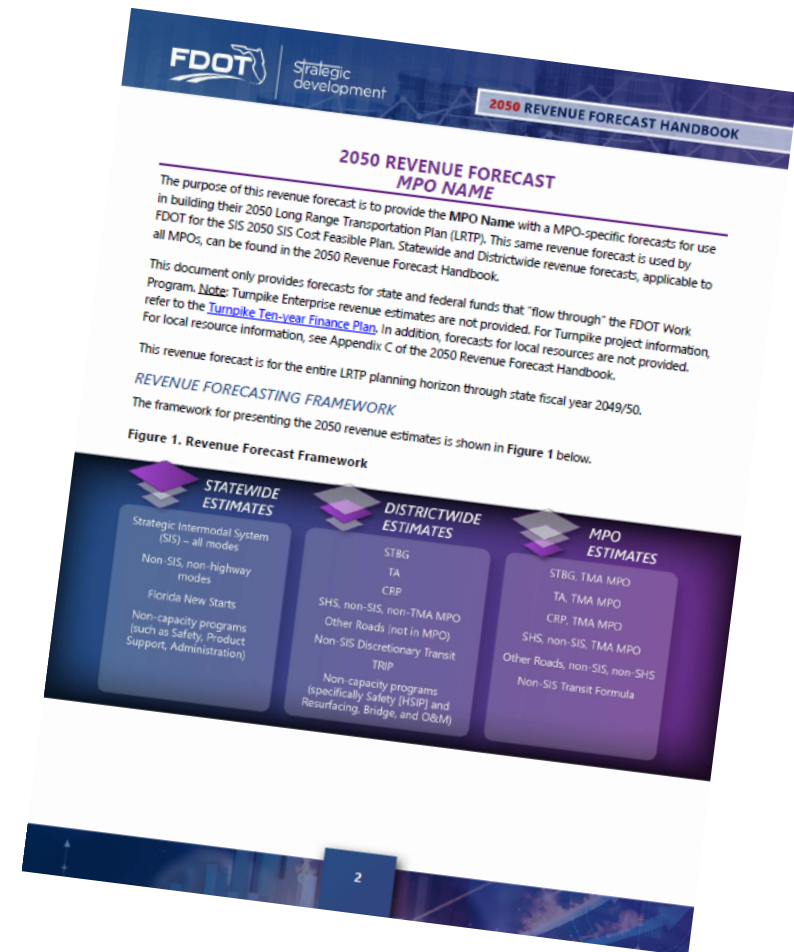 FDOT
Strategic
development
2050 REVENUE FORECAST HANDBOOK
2050 REVENUE FORECAST
MPO NAME
The purpose of this revenue forecast is to provide the MPO Name with a MPO-specific forecasts for use
in building their 2050 Long Range Transportation Plan (LRTP). This same revenue forecast is used by
FDOT for the SIS 2050 SIS Cost Feasible Plan. Statewide and Districtwide revenue forecasts, applicable to
all MPOs, can be found in the 2050 Revenue Forecast Handbook.
This document only provides forecasts for state and federal funds that "flow through" the FDOT Work
Program. Note: Turnpike Enterprise revenue estimates are not provided. For Turnpike project information,
refer to the Turnpike Ten-year Finance Plan. In addition, forecasts for local resources are not provided.
For local resource information, see Appendix C of the 2050 Revenue Forecast Handbook.
This revenue forecast is for the entire LRTP planning horizon through state fiscal year 2049/50.
REVENUE FORECASTING FRAMEWORK
The framework for presenting the 2050 revenue estimates is shown in Figure 1 below.
Figure 1. Revenue Forecast Framework
STATEWIDE
ESTIMATES
Strategic Intermodal System
(SIS) – all modes
Non-SIS, non-highway
modes
Florida New Starts
Non-capacity programs
(such as Safety, Product
Support, Administration)
DISTRICTWIDE
ESTIMATES
STBG
TA
CRP
SHS, non-SIS, non-TMA MPO
Other Roads (not in MPO)
Non-SIS Discretionary Transit
TRIP
Non-capacity programs
(specifically Safety [HSIP] and
Resurfacing, Bridge, and O&M)
MPO
ESTIMATES
STBG, TMA MPO
TA, TMA MPO
CRP, TMA MPO
SHS, non-SIS, TMA MPO
Other Roads, non-SIS, non-SHS
Non-SIS Transit Formula
2